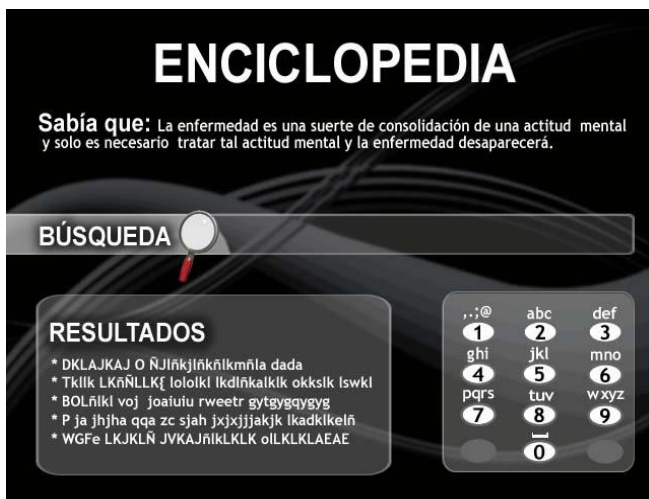 ENCICLOPEDIA
Sabía que: La enfermedad es una suerte de consolidación de una actitud mental
y solo es necesario tratar tal actitud mental y la enfermedad desaparecerá.
BÚSQUEDA
RESULTADOS
* DKLAJKAJ O ÑJlñkjlñkñlkmñla dada
* Tkllk LKñÑLLK[ lololkl lkdlñkalklk okkslk lswkl
* BOLñlkl voj joaiuiu rweetr gytgygqygyg
* P ja jhjha qqa zc sjah jxjxjjjakjk lkadklkelñ
* WGFe LKJKLÑ JVKAJñlkLKLK olLKLKLAEAE
,.;@ abc def
1 2 3
ghi jkl mno
4 5 6
pqrs tuv wxyz
7 8 9
0